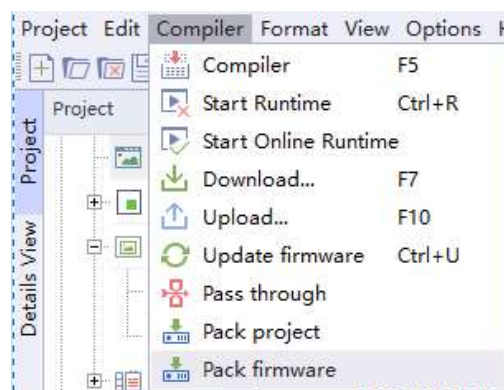 Project Edit Compiler Format View Options
Project
Details View
Project
Compiler F5
Start Runtime Ctrl+R
Start Online Runtime
Download... F7
Upload... F10
Update firmware Ctrl+U
Pass through
Pack project
Pack firmware